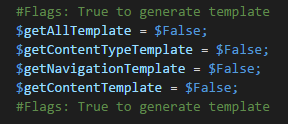 #Flags: True to generate template
$getAllTemplate = $False;
$getContentTypeTemplate = $False;
$getNavigationTemplate = $False;
$getContentTemplate = $False;
#Flags: True to generate template